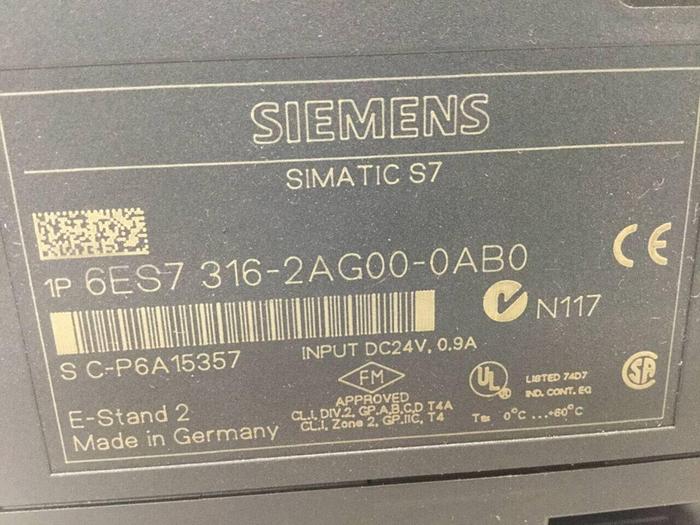 SIEMENS
SIMATIC S7
1P 6ES7 316-2AG00-0AB0
CE
N117
S C-P6A15357
INPUT DC24V, 0.9A
FM
APPROVED
CL.I, DIV.2, GP.A,B,C,D T4A
CL.I, Zone 2, GP.IIC, T4
UL
LISTED 74D7
IND. CONT. EQ
SA
Ta: 0°C ...+60°C
E-Stand 2
Made in Germany